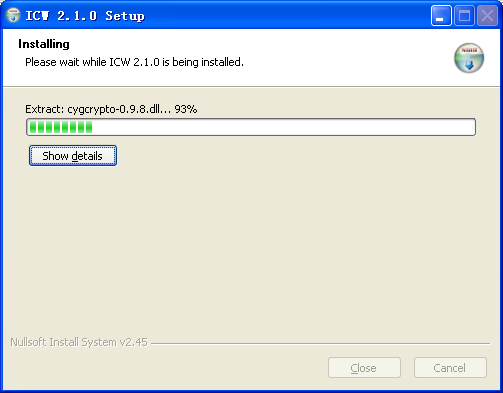 ICW 2.1.0 Setup
Installing
Please wait while ICW 2.1.0 is being installed.
Extract: cygcrypto-0.9.8.dll... 93%
Show details
Nullsoft Install System v2.45
Close
Cancel